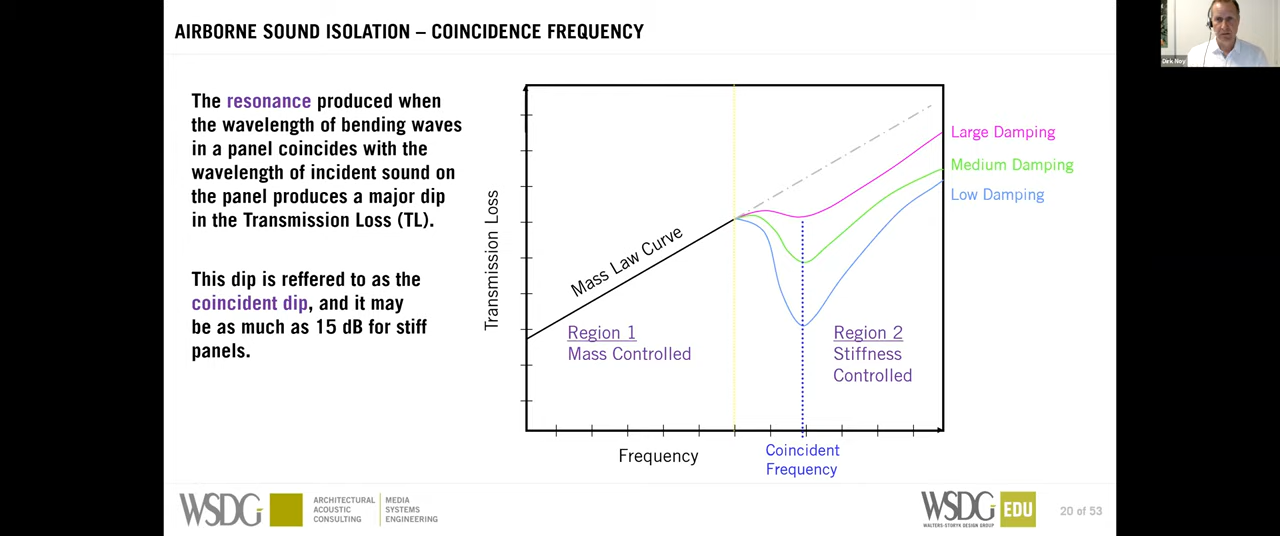 AIRBORNE SOUND ISOLATION – COINCIDENCE FREQUENCY
Dirk Noy
The resonance produced when
the wavelength of bending waves
in a panel coincides with the
wavelength of incident sound on
the panel produces a major dip
in the Transmission Loss (TL).
This dip is reffered to as the
coincident dip, and it may
be as much as 15 dB for stiff
panels.
Transmission Loss
Mass Law Curve
Large Damping
Medium Damping
Low Damping
Region 1
Mass Controlled
Region 2
Stiffness
Controlled
Frequency
Coincident
Frequency
WSDG
ARCHITECTURAL
ACOUSTIC
CONSULTING
MEDIA
SYSTEMS
ENGINEERING
WSDG EDU
WALTERS-STORYK DESIGN GROUP
20 of 53